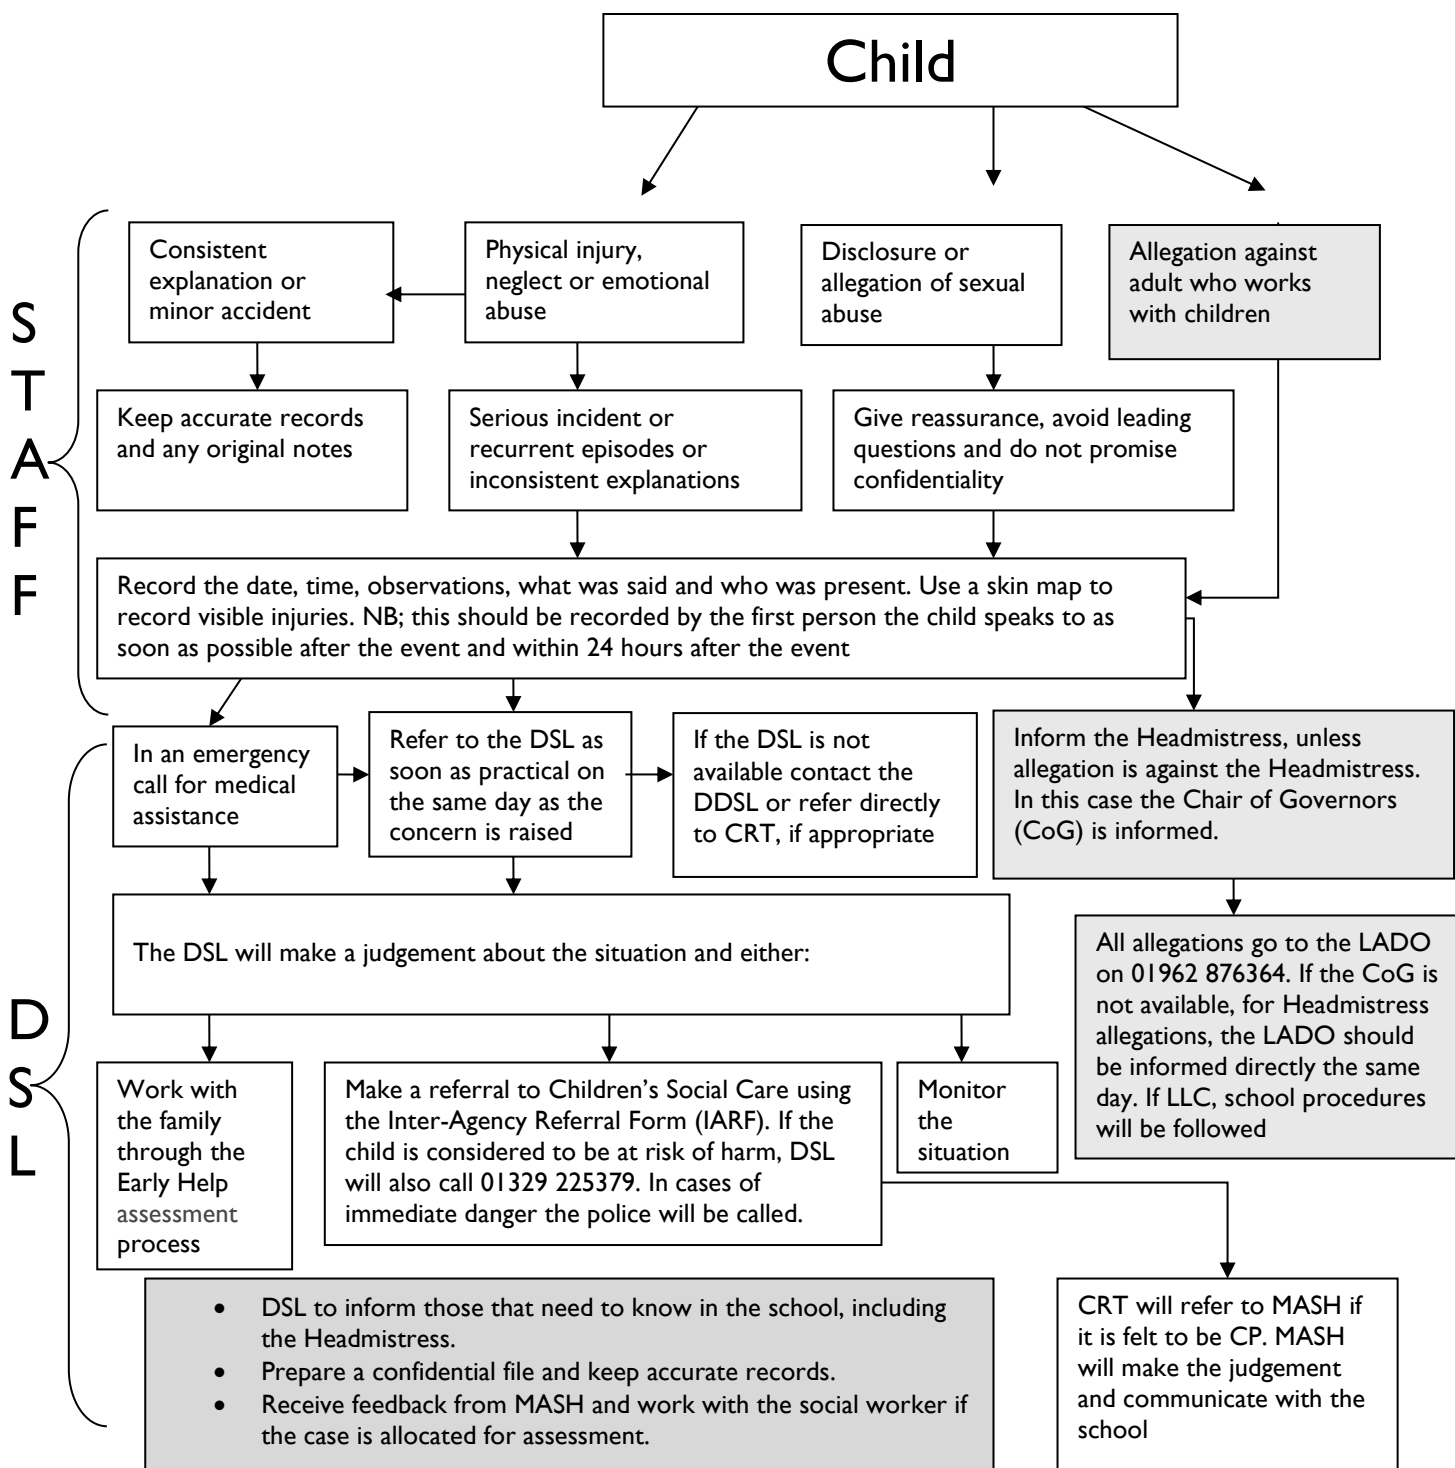 Child
S
T
A
F
F
Consistent
explanation or
minor accident
Physical injury,
neglect or emotional
abuse
Disclosure or
allegation of sexual
abuse
Allegation against
adult who works
with children
Keep accurate records
and any original notes
Serious incident or
recurrent episodes or
inconsistent explanations
Give reassurance, avoid leading
questions and do not promise
confidentiality
Record the date, time, observations, what was said and who was present. Use a skin map to
record visible injuries. NB; this should be recorded by the first person the child speaks to as
soon as possible after the event and within 24 hours after the event
D
S
L
In an emergency
call for medical
assistance
Refer to the DSL as
soon as practical on
the same day as the
concern is raised
If the DSL is not
available contact the
DDSL or refer directly
to CRT, if appropriate
Inform the Headmistress, unless
allegation is against the Headmistress.
In this case the Chair of Governors
(CoG) is informed.
The DSL will make a judgement about the situation and either:
All allegations go to the LADO
on 01962 876364. If the CoG is
not available, for Headmistress
allegations, the LADO should
be informed directly the same
day. If LLC, school procedures
will be followed
Work with
the family
through the
Early Help
assessment
process
Make a referral to Children’s Social Care using
the Inter-Agency Referral Form (IARF). If the
child is considered to be at risk of harm, DSL
will also call 01329 225379. In cases of
immediate danger the police will be called.
Monitor
the
situation
• DSL to inform those that need to know in the school, including
the Headmistress.
• Prepare a confidential file and keep accurate records.
• Receive feedback from MASH and work with the social worker if
the case is allocated for assessment.
CRT will refer to MASH if
it is felt to be CP. MASH
will make the judgement
and communicate with the
school